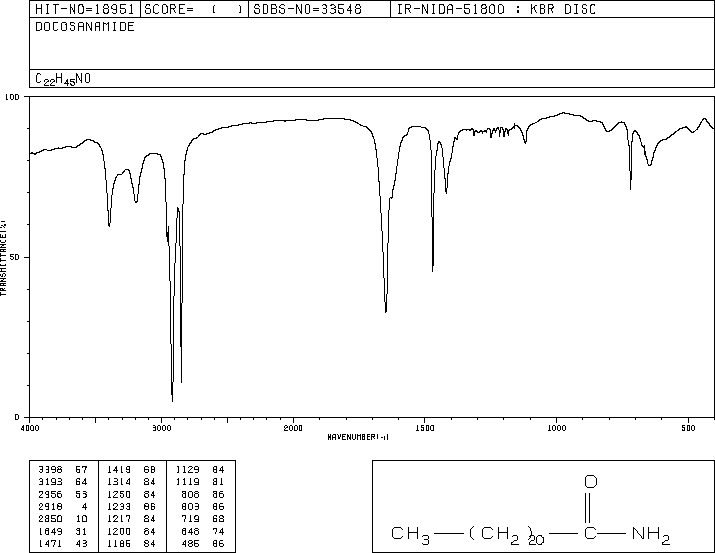 HIT-NO=18951 SCORE= ( ) SDBS-NO=33548 IR-NIDA-51800 : KBR DISC
DOCOSANAMIDE
C22H45NO
100
50
0
TRANSMITTANCE(%)
4000 3000 2000 1500 1000 500
WAVENUMBER(-1)
3398 57 1419 68 1129 84
3193 64 1314 84 1119 81
2956 53 1250 84 808 86
2918 4 1233 86 803 86
2850 10 1217 84 719 68
1649 31 1200 84 648 74
1471 43 1186 84 486 86
O
CH3 (CH2)20 C NH2